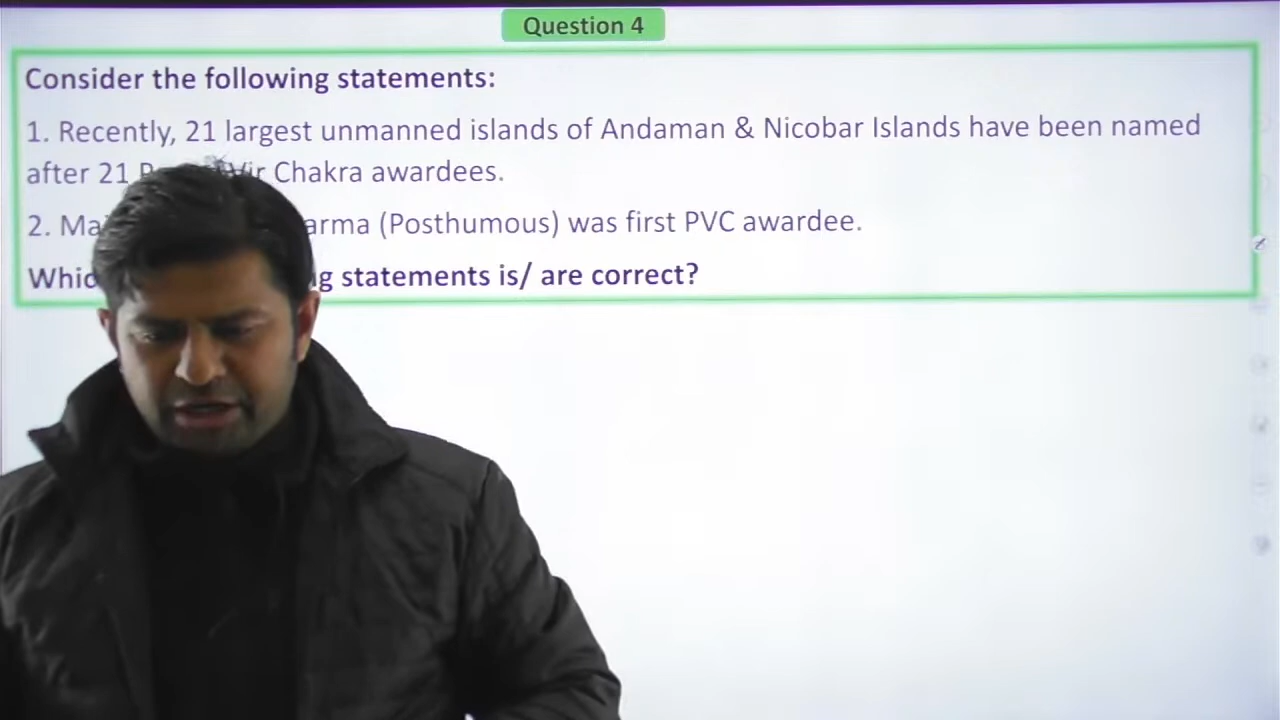 Question 4
Consider the following statements:
1. Recently, 21 largest unmanned islands of Andaman & Nicobar Islands have been named
after 21 Vir Chakra awardees.
2. (Posthumous) was first PVC awardee.
statements is/ are correct?